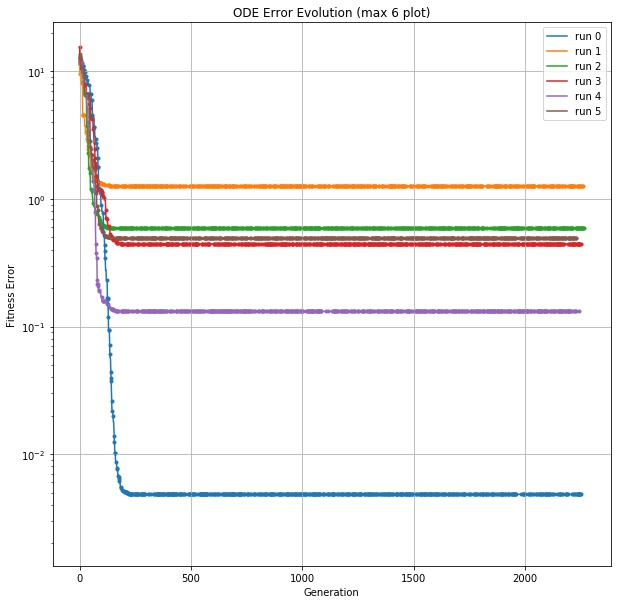 ODE Error Evolution (max 6 plot)
run 0
run 1
run 2
run 3
run 4
run 5
Fitness Error
10¹
10⁰
10⁻¹
10⁻²
0 500 1000 1500 2000
Generation